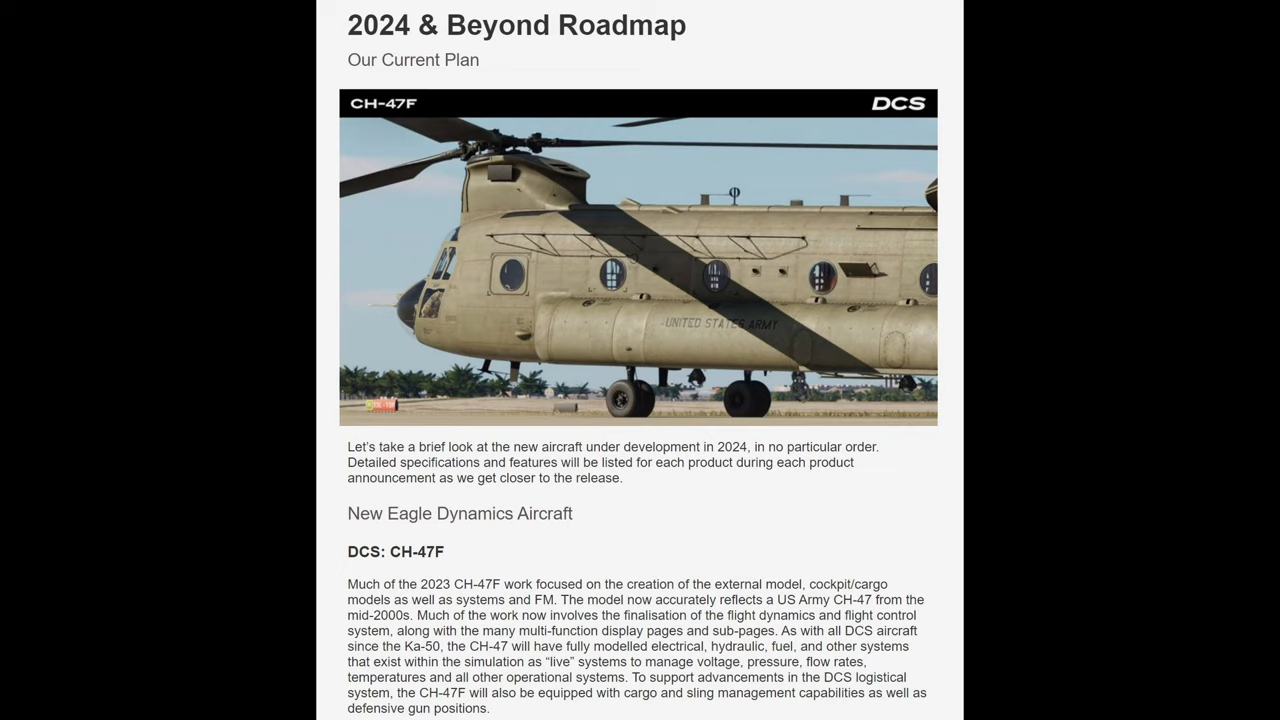 2024 & Beyond Roadmap
Our Current Plan
CH-47F
DCS
UNITED STATES ARMY
Let's take a brief look at the new aircraft under development in 2024, in no particular order.
Detailed specifications and features will be listed for each product during each product
announcement as we get closer to the release.
New Eagle Dynamics Aircraft
DCS: CH-47F
Much of the 2023 CH-47F work focused on the creation of the external model, cockpit/cargo
models as well as systems and FM. The model now accurately reflects a US Army CH-47 from the
mid-2000s. Much of the work now involves the finalisation of the flight dynamics and flight control
system, along with the many multi-function display pages and sub-pages. As with all DCS aircraft
since the Ka-50, the CH-47 will have fully modelled electrical, hydraulic, fuel, and other systems
that exist within the simulation as “live” systems to manage voltage, pressure, flow rates,
temperatures and all other operational systems. To support advancements in the DCS logistical
system, the CH-47F will also be equipped with cargo and sling management capabilities as well as
defensive gun positions.